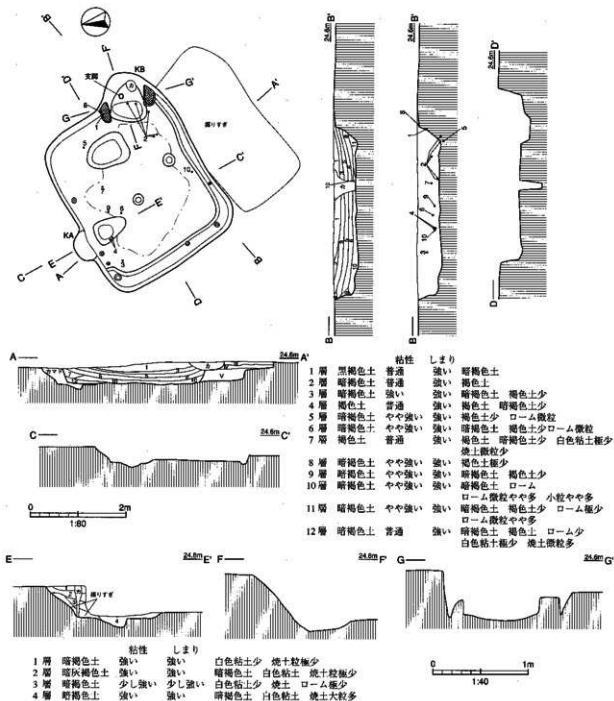 B'
F
KB
支脚
G'
A'
G
掘りすぎ
C'
F'
E'
KA
C
E
A
B
D
24.6m B'
24.6m B'
24.6m D'
B
B
D
A
24.6m
A'
C
24.6m
C'
0 2m
1:60
粘性 しまり
1 層 黒褐色土 普通 強い 暗褐色土
2 層 暗褐色土 普通 強い 褐色土
3 層 暗褐色土 強い 強い 暗褐色土 褐色土少
4 層 褐色土 普通 強い 褐色土 暗褐色土少
5 層 暗褐色土 やや強い 強い 褐色土少 ローム微粒
6 層 暗褐色土 やや強い 強い 暗褐色土 褐色土少ローム微粒
7 層 褐色土 普通 強い 褐色土 暗褐色土少 白色粘土極少
焼土微粒少
8 層 暗褐色土 やや強い 強い 褐色土極少
9 層 暗褐色土 やや強い 強い 暗褐色土 褐色土少
10 層 暗褐色土 やや強い 強い 暗褐色土 ローム
ローム微粒やや多 小粒やや多
11 層 暗褐色土 やや強い 強い 暗褐色土 褐色土少 ローム極少
ローム微粒やや多
12 層 暗褐色土 普通 強い 暗褐色土 褐色土 ローム少
白色粘土極少 焼土微粒多
E
24.6m
E'
掘りすぎ
F
F'
G
24.6m
G'
粘性 しまり
1 層 暗褐色土 強い 強い 白色粘土少 焼土粒極少
2 層 暗灰褐色土 強い 強い 暗褐色土 白色粘土 焼土粒極少
3 層 暗褐色土 少し強い 少し強い 白色粘土少 焼土 ローム極少
4 層 暗褐色土 強い 強い 暗褐色土 白色粘土 焼土大粒多
0 1m
1:40